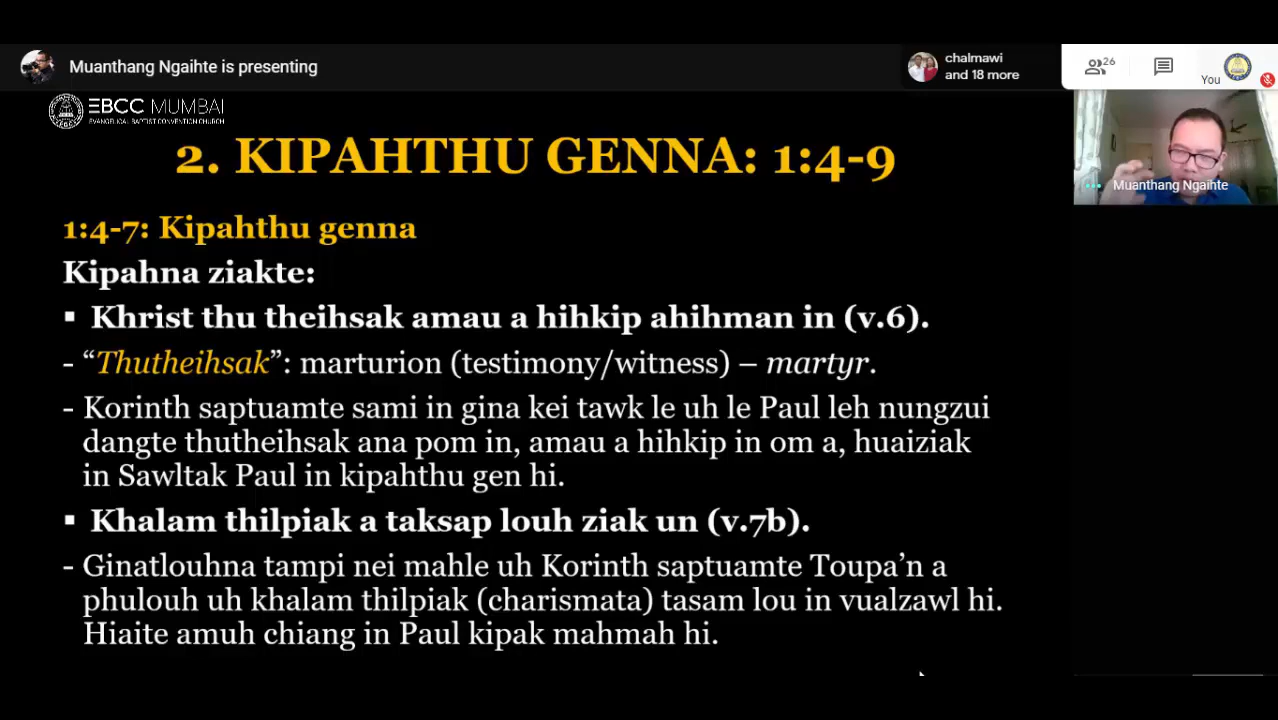 Muanthang Ngaihte is presenting
chalmawi
and 18 more
26
You
EBCC MUMBAI
EVANGELICAL BAPTIST CONVENTION CHURCH
2. KIPAHTHU GENNA: 1:4-9
Muanthang Ngaihte
1:4-7: Kipahthu genna
Kipahna ziakte:
▪ Khrist thu theihsak amau a hihkip ahihman in (v.6).
- “Thutheihsak”: marturion (testimony/witness) – martyr.
- Korinth saptuamte sami in gina kei tawk le uh le Paul leh nungzui
dangte thutheihsak ana pom in, amau a hihkip in om a, huaiziak
in Sawltak Paul in kipahthu gen hi.
▪ Khalam thilpiak a taksap louh ziak un (v.7b).
- Ginatlouhna tampi nei mahle uh Korinth saptuamte Toupa’n a
phulouh uh khalam thilpiak (charismata) tasam lou in vualzawl hi.
Hiaite amuh chiang in Paul kipak mahmah hi.